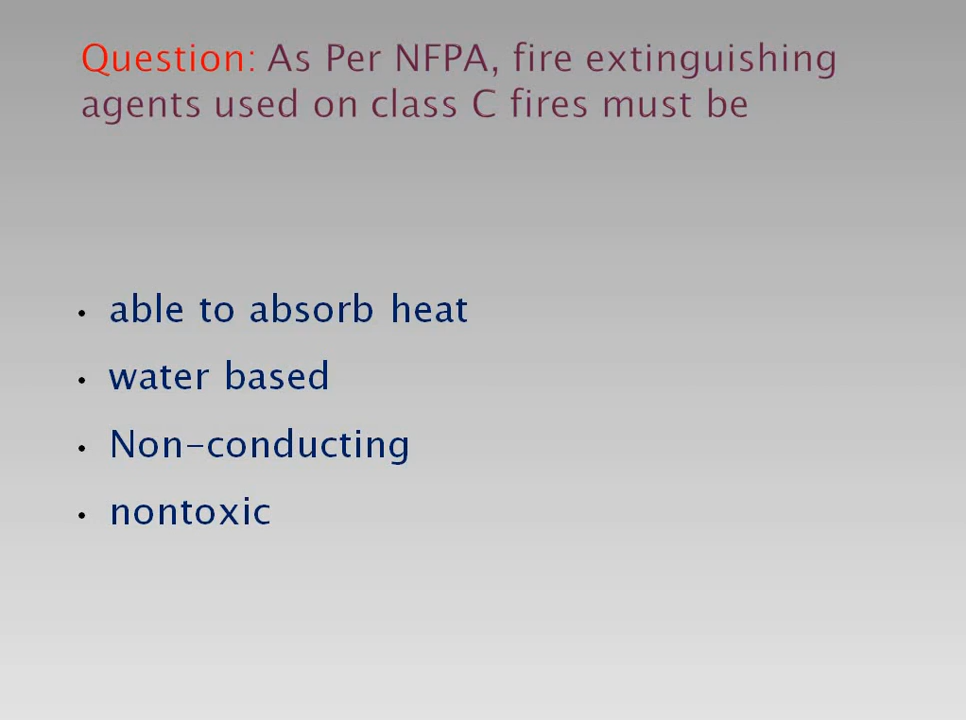 Question: As Per NFPA, fire extinguishing
agents used on class C fires must be
• able to absorb heat
• water based
• Non-conducting
• nontoxic